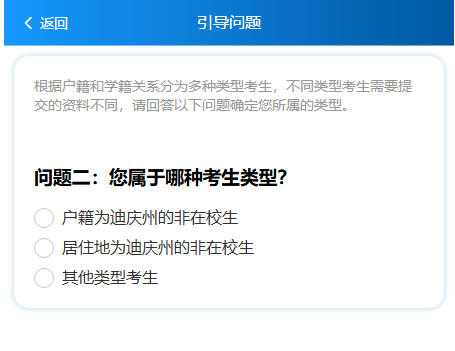 返回
引导问题
根据户籍和学籍关系分为多种类型考生，不同类型考生需要提
交的资料不同，请回答以下问题确定您所属的类型。
问题二：您属于哪种考生类型？
户籍为迪庆州的非在校生
居住地为迪庆州的非在校生
其他类型考生